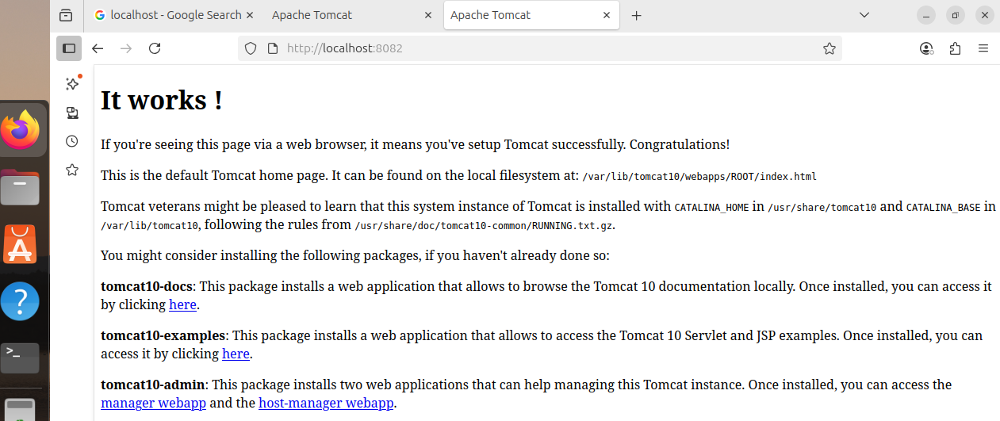 localhost - Google Search
Apache Tomcat
Apache Tomcat
http://localhost:8082
It works !
If you're seeing this page via a web browser, it means you've setup Tomcat successfully. Congratulations!
This is the default Tomcat home page. It can be found on the local filesystem at: /var/lib/tomcat10/webapps/ROOT/index.html
Tomcat veterans might be pleased to learn that this system instance of Tomcat is installed with CATALINA_HOME in /usr/share/tomcat10 and CATALINA_BASE in
/var/lib/tomcat10, following the rules from /usr/share/doc/tomcat10-common/RUNNING.txt.gz.
You might consider installing the following packages, if you haven't already done so:
tomcat10-docs: This package installs a web application that allows to browse the Tomcat 10 documentation locally. Once installed, you can access it
by clicking here.
tomcat10-examples: This package installs a web application that allows to access the Tomcat 10 Servlet and JSP examples. Once installed, you can
access it by clicking here.
tomcat10-admin: This package installs two web applications that can help managing this Tomcat instance. Once installed, you can access the
manager webapp and the host-manager webapp.